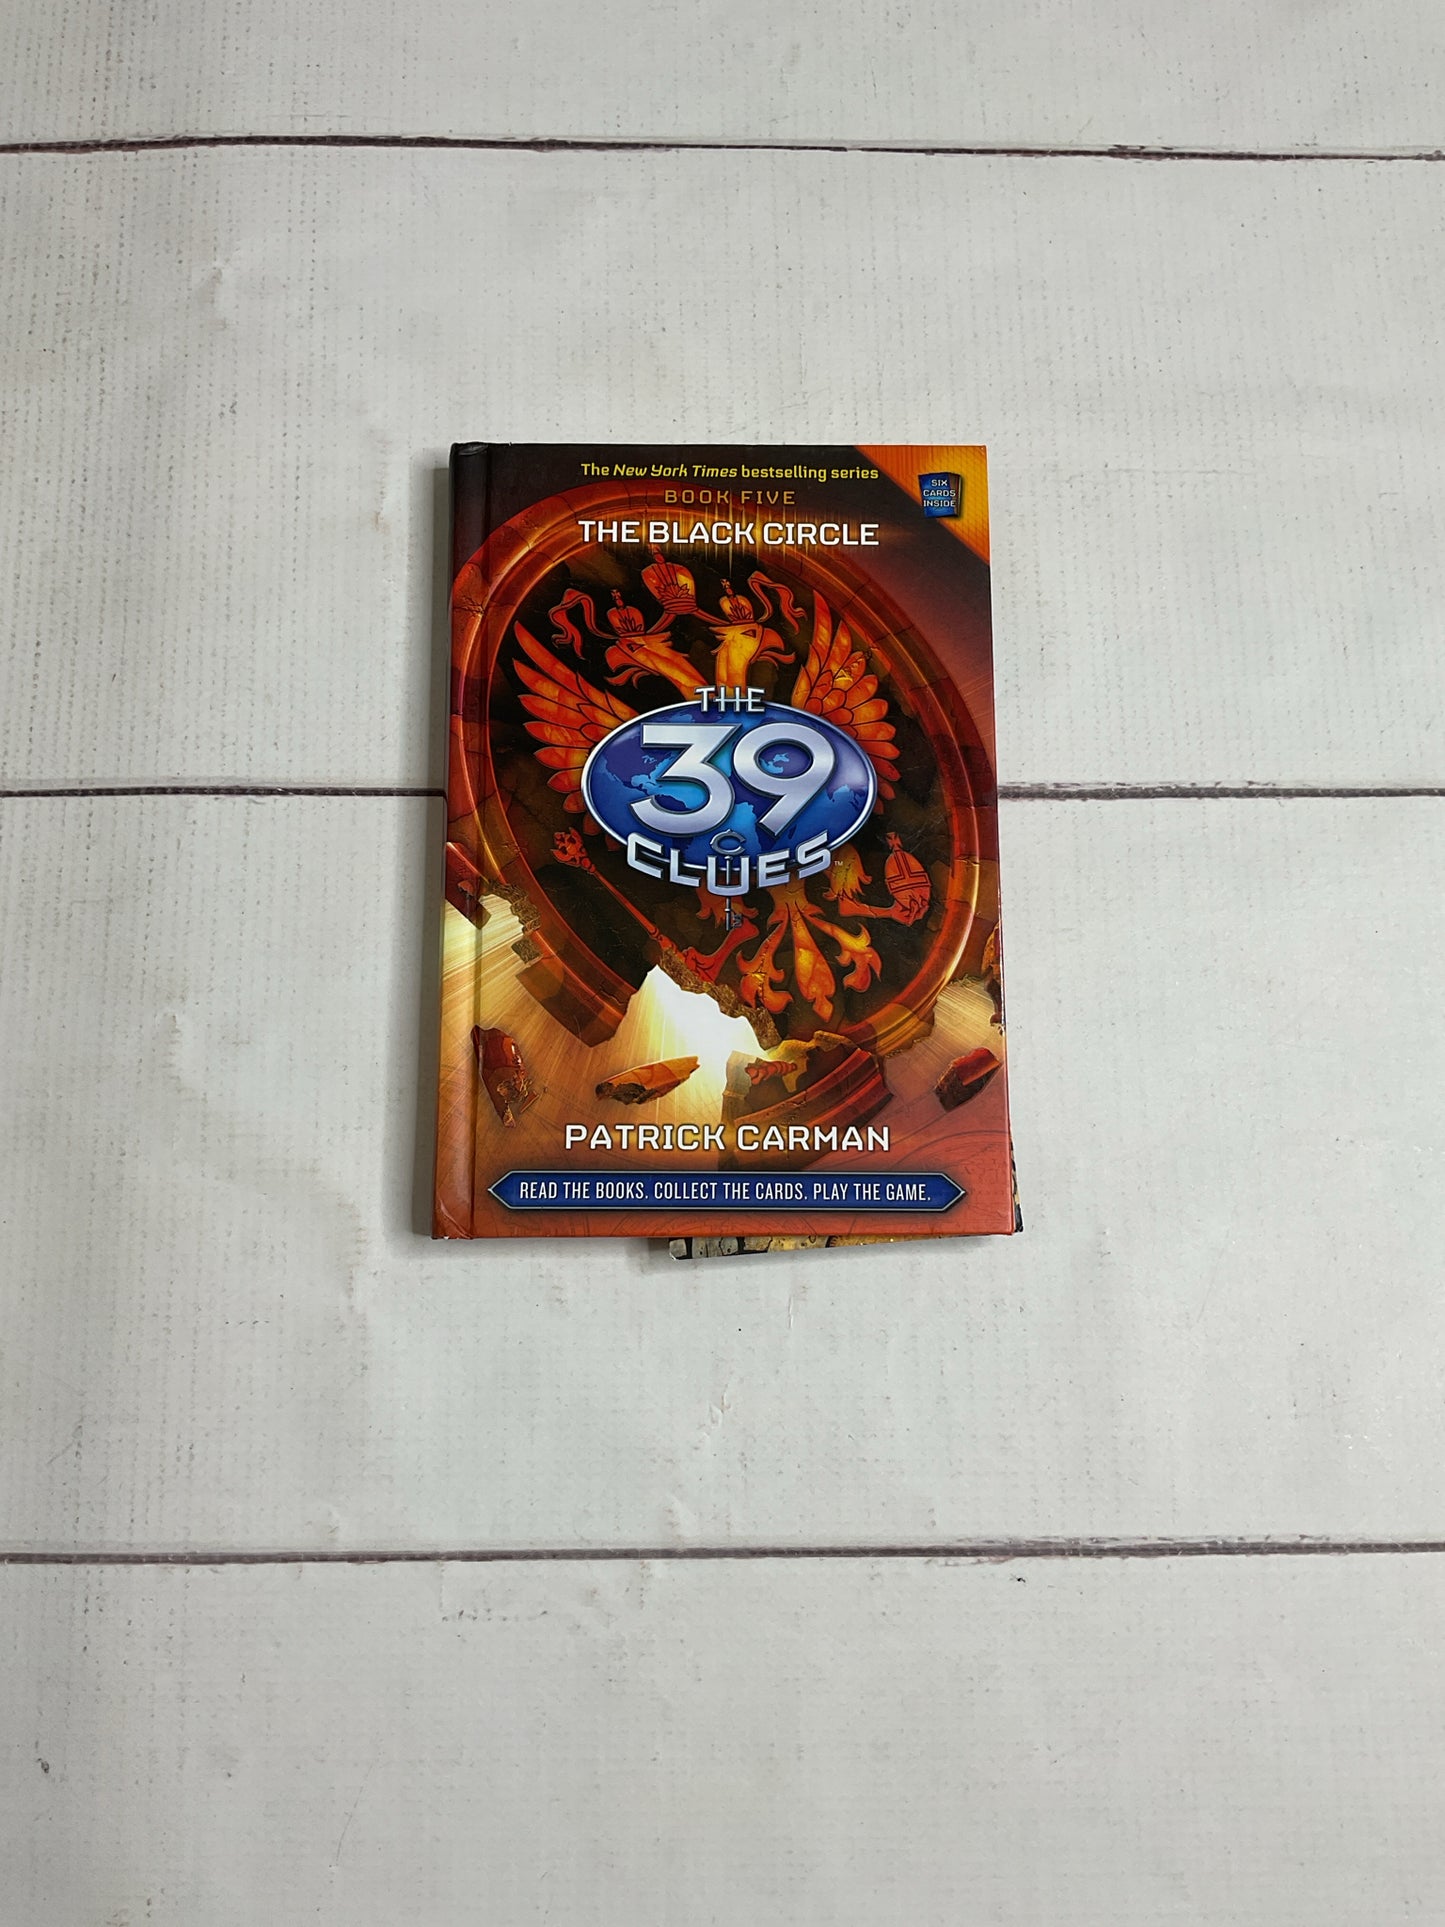 The New York Times bestselling series
BOOK FIVE
THE BLACK CIRCLE
SIX
CARDS
INSIDE
THE
39
CLUES™
PATRICK CARMAN
READ THE BOOKS. COLLECT THE CARDS. PLAY THE GAME.